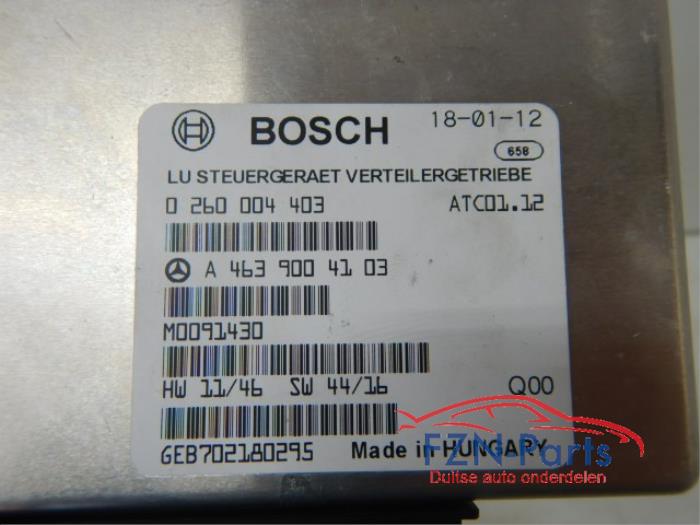 BOSCH 18-01-12
658
LU STEUERGERAET VERTEILERGETRIEBE
0 260 004 403 ATC01.12
A 463 900 41 03
M0091430
HW 11/46 SW 44/16 Q00
GEB70218029S Made in HUNGARY
FZN Parts
Duitse auto onderdelen